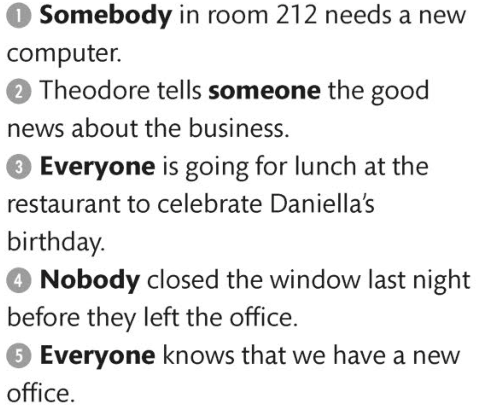 1 Somebody in room 212 needs a new
computer.
2 Theodore tells someone the good
news about the business.
3 Everyone is going for lunch at the
restaurant to celebrate Daniella's
birthday.
4 Nobody closed the window last night
before they left the office.
5 Everyone knows that we have a new
office.